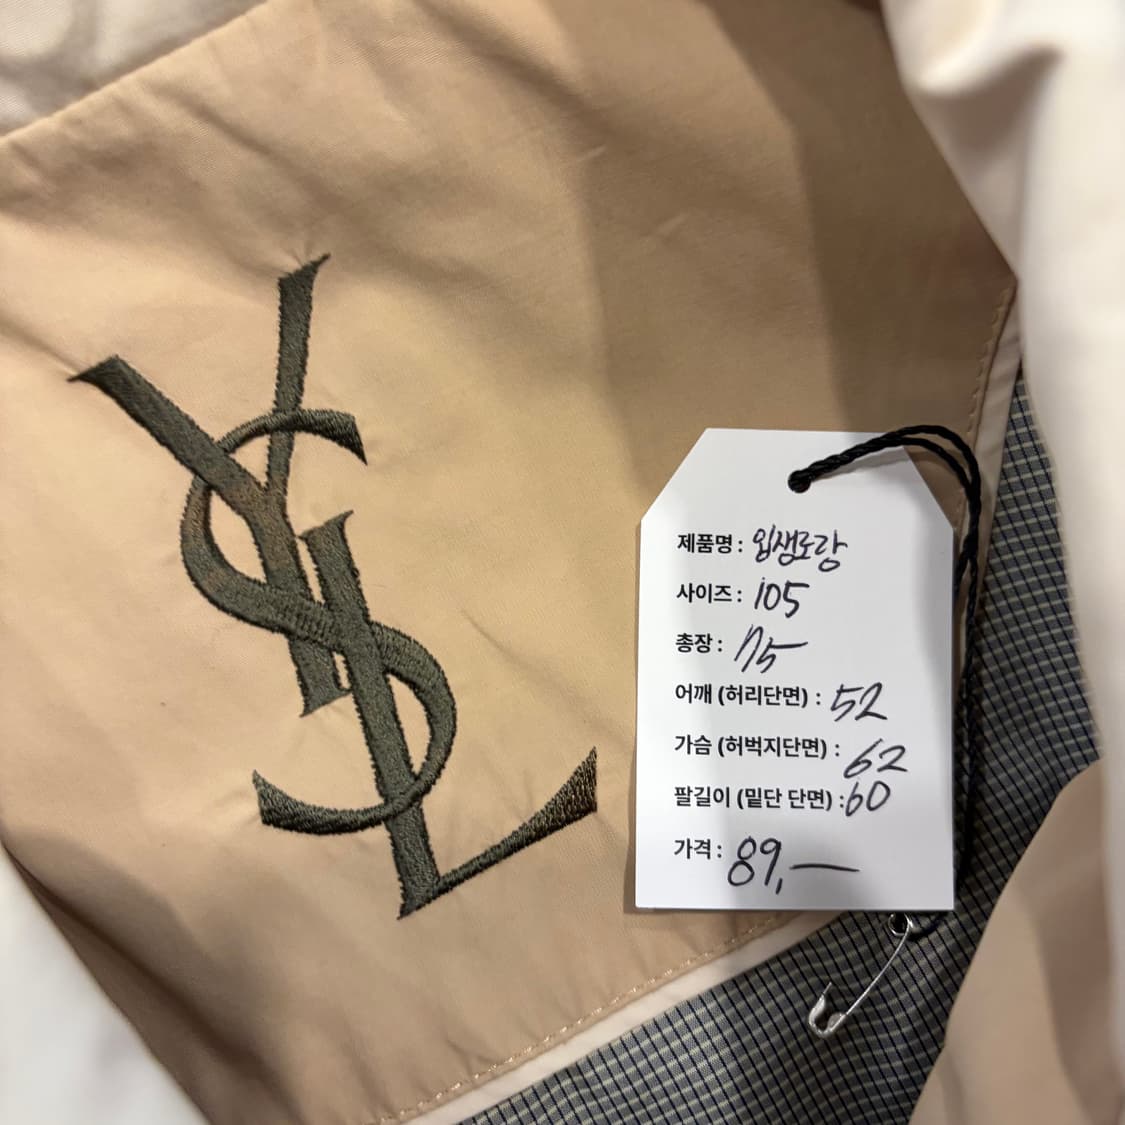 YSL
제품명 : 입생로랑
사이즈 : 105
총장 : 75
어깨 (허리단면) : 52
가슴 (허벅지단면) : 62
팔길이 (밑단 단면) : 60
가격 : 89,—